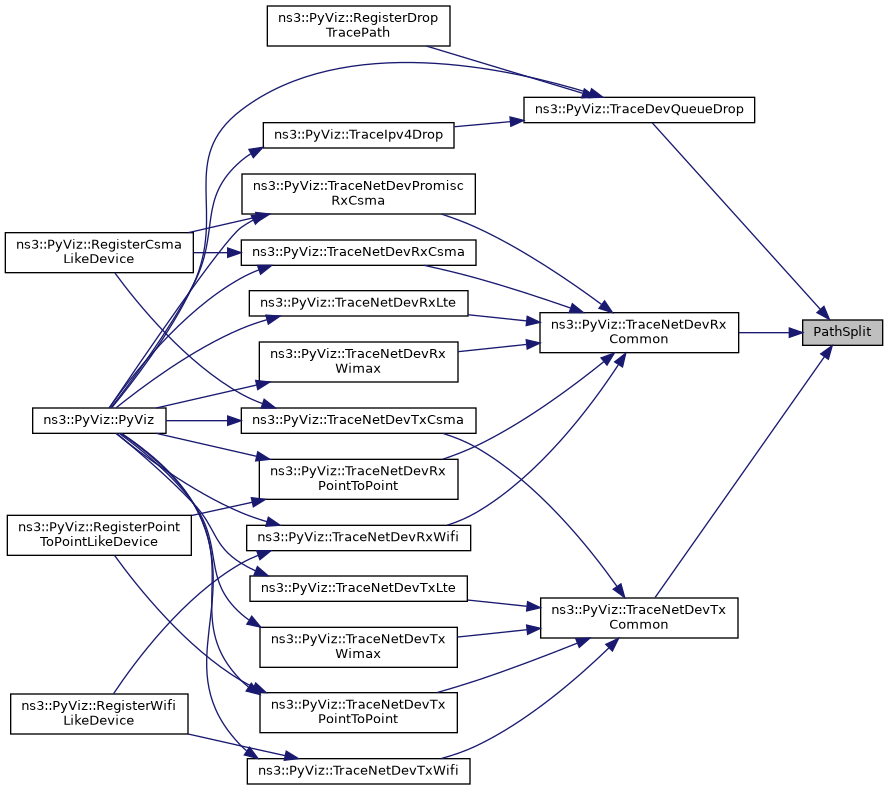 ns3::PyViz::RegisterDrop
TracePath
ns3::PyViz::TraceDevQueueDrop
ns3::PyViz::TraceIpv4Drop
ns3::PyViz::TraceNetDevPromisc
RxCsma
ns3::PyViz::RegisterCsma
LikeDevice
ns3::PyViz::TraceNetDevRxCsma
ns3::PyViz::TraceNetDevRxLte
ns3::PyViz::TraceNetDevRx
Common
PathSplit
ns3::PyViz::TraceNetDevRx
Wimax
ns3::PyViz::PyViz
ns3::PyViz::TraceNetDevTxCsma
ns3::PyViz::TraceNetDevRx
PointToPoint
ns3::PyViz::RegisterPoint
ToPointLikeDevice
ns3::PyViz::TraceNetDevRxWifi
ns3::PyViz::TraceNetDevTxLte
ns3::PyViz::TraceNetDevTx
Common
ns3::PyViz::TraceNetDevTx
Wimax
ns3::PyViz::RegisterWifi
LikeDevice
ns3::PyViz::TraceNetDevTx
PointToPoint
ns3::PyViz::TraceNetDevTxWifi